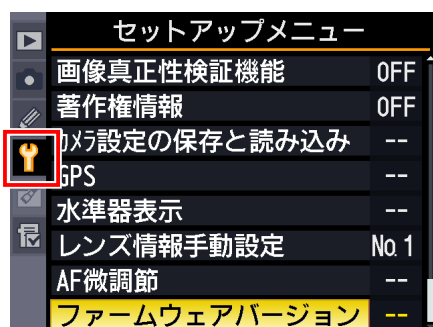 セットアップメニュー
画像真正性検証機能 OFF
著作権情報 OFF
カメラ設定の保存と読み込み --
GPS --
水準器表示 --
レンズ情報手動設定 No. 1
AF微調節 --
ファームウェアバージョン --